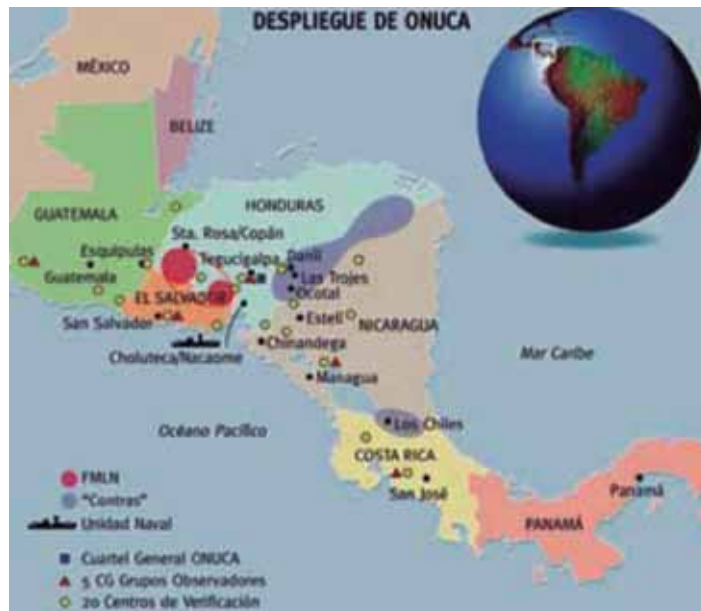 DESPLIEGUE DE ONUCA
MÉXICO
BELIZE
GUATEMALA
HONDURAS
Sta. Rosa/Copán
Esquipulas
Tegucigalpa
Danlí
Las Trojes
Guatemala
Ocotal
EL SALVADOR
San Salvador
Estelí
NICARAGUA
Chinandega
Choluteca/Nacaome
Mar Caribe
Managua
Océano Pacífico
Los Chiles
COSTA RICA
San José
Panamá
PANAMÁ
FMLN
"Contras"
Unidad Naval
Cuartel General ONUCA
5 CG Grupos Observadores
20 Centros de Verificación